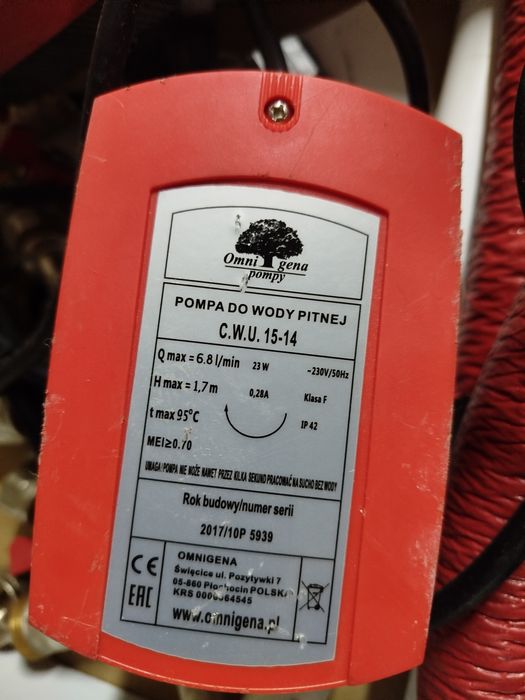 Omnigena
pompy
POMPA DO WODY PITNEJ
C.W.U. 15-14
Q max = 6.8 l/min 23 W ~230V/50Hz
H max = 1,7 m 0,28A Klasa F
t max 95°C IP 42
MEI≥0.70
UWAGA! POMPA NIE MOŻE NAWET PRZEZ KILKA SEKUND PRACOWAĆ NA SUCHO BEZ WODY
Rok budowy/numer serii
2017/10P 5939
CE
EAC
OMNIGENA
Święcice ul. Pozytywki 7
05-860 Płochocin POLSKA
KRS 0000364545
www.omnigena.pl